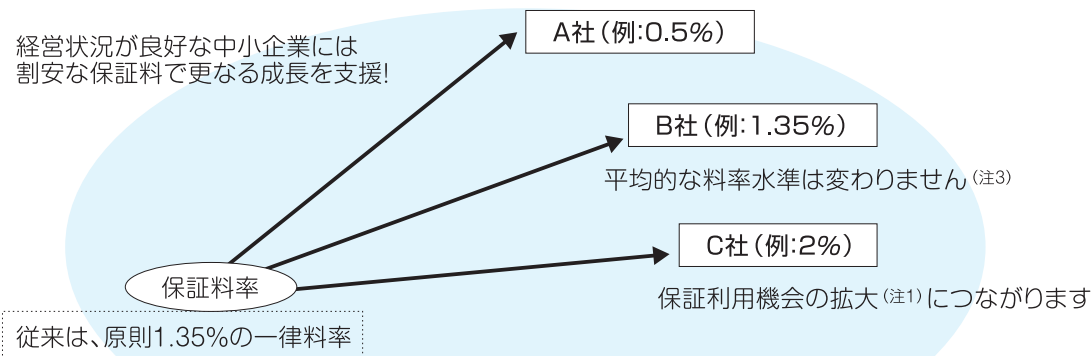 経営状況が良好な中小企業には
割安な保証料で更なる成長を支援!
A社(例:0.5%)
B社(例:1.35%)
平均的な料率水準は変わりません(注3)
C社(例:2%)
保証利用機会の拡大(注1)につながります
保証料率
従来は、原則1.35%の一律料率